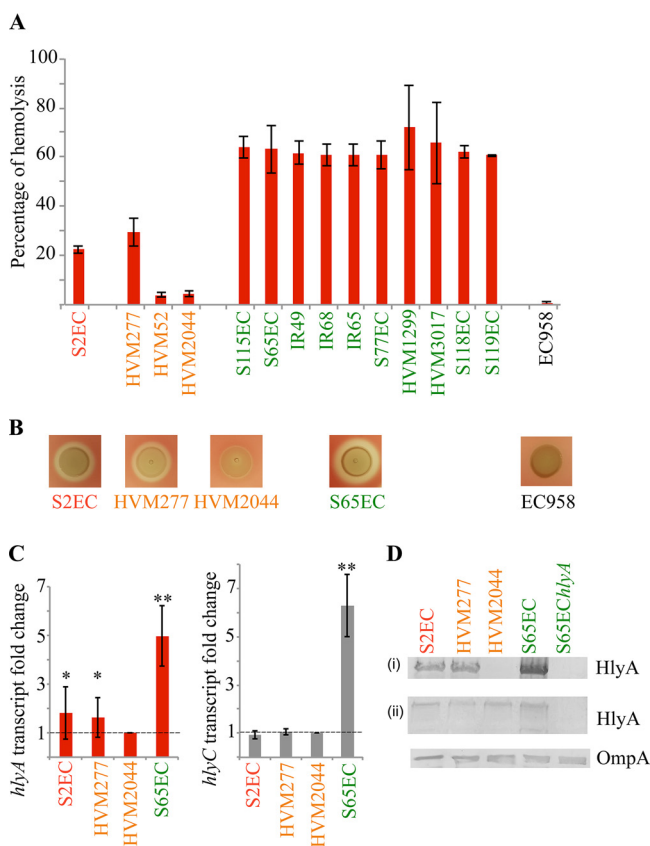 A
Percentage of hemolysis
100
80
60
40
20
S2EC
HVM277
HVM52
HVM2044
S115EC
S65EC
IR49
IR68
IR65
S77EC
HVM1299
HVM3017
S118EC
S119EC
EC958
B
S2EC HVM277 HVM2044 S65EC EC958
C
hlyA transcript fold change
7
5
3
1
* * **
S2EC
HVM277
HVM2044
S65EC
hlyC transcript fold change
7
5
3
1
**
S2EC
HVM277
HVM2044
S65EC
D
S2EC
HVM277
HVM2044
S65EC
S65EChlyA
(i) HlyA
(ii) HlyA
OmpA